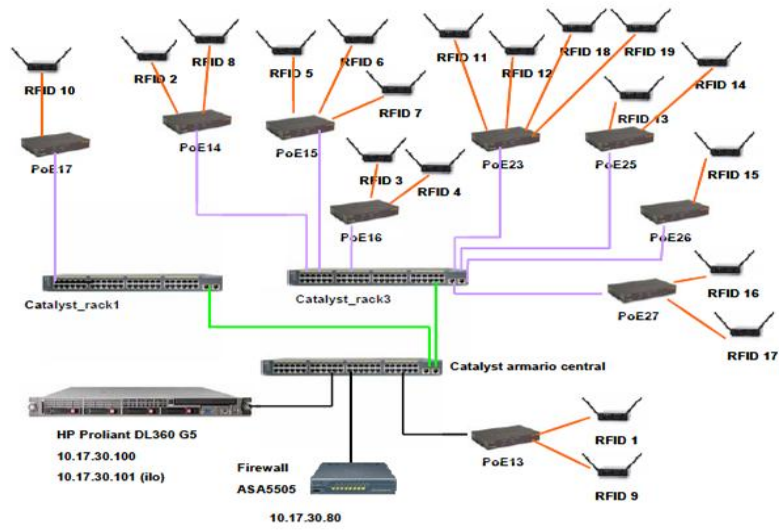 RFID 10
RFID 2
RFID 8
RFID 5
RFID 6
RFID 7
RFID 11
RFID 12
RFID 18
RFID 19
RFID 13
RFID 14
PoE17
PoE14
PoE15
PoE23
PoE25
RFID 3
RFID 4
RFID 15
PoE16
PoE26
Catalyst_rack1
Catalyst_rack3
PoE27
RFID 16
RFID 17
Catalyst armario central
HP Proliant DL360 G5
10.17.30.100
10.17.30.101 (ilo)
Firewall
ASA5505
10.17.30.80
PoE13
RFID 1
RFID 9